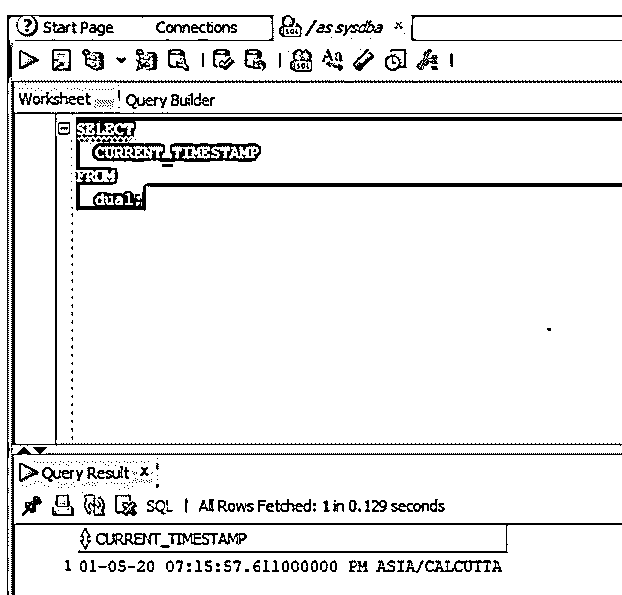 Start Page Connections /as sysdba
Worksheet Query Builder
SELECT
CURRENT_TIMESTAMP
FROM
dual;
Query Result
SQL | All Rows Fetched: 1 in 0.129 seconds
CURRENT_TIMESTAMP
1 01-05-20 07:15:57.611000000 PM ASIA/CALCUTTA